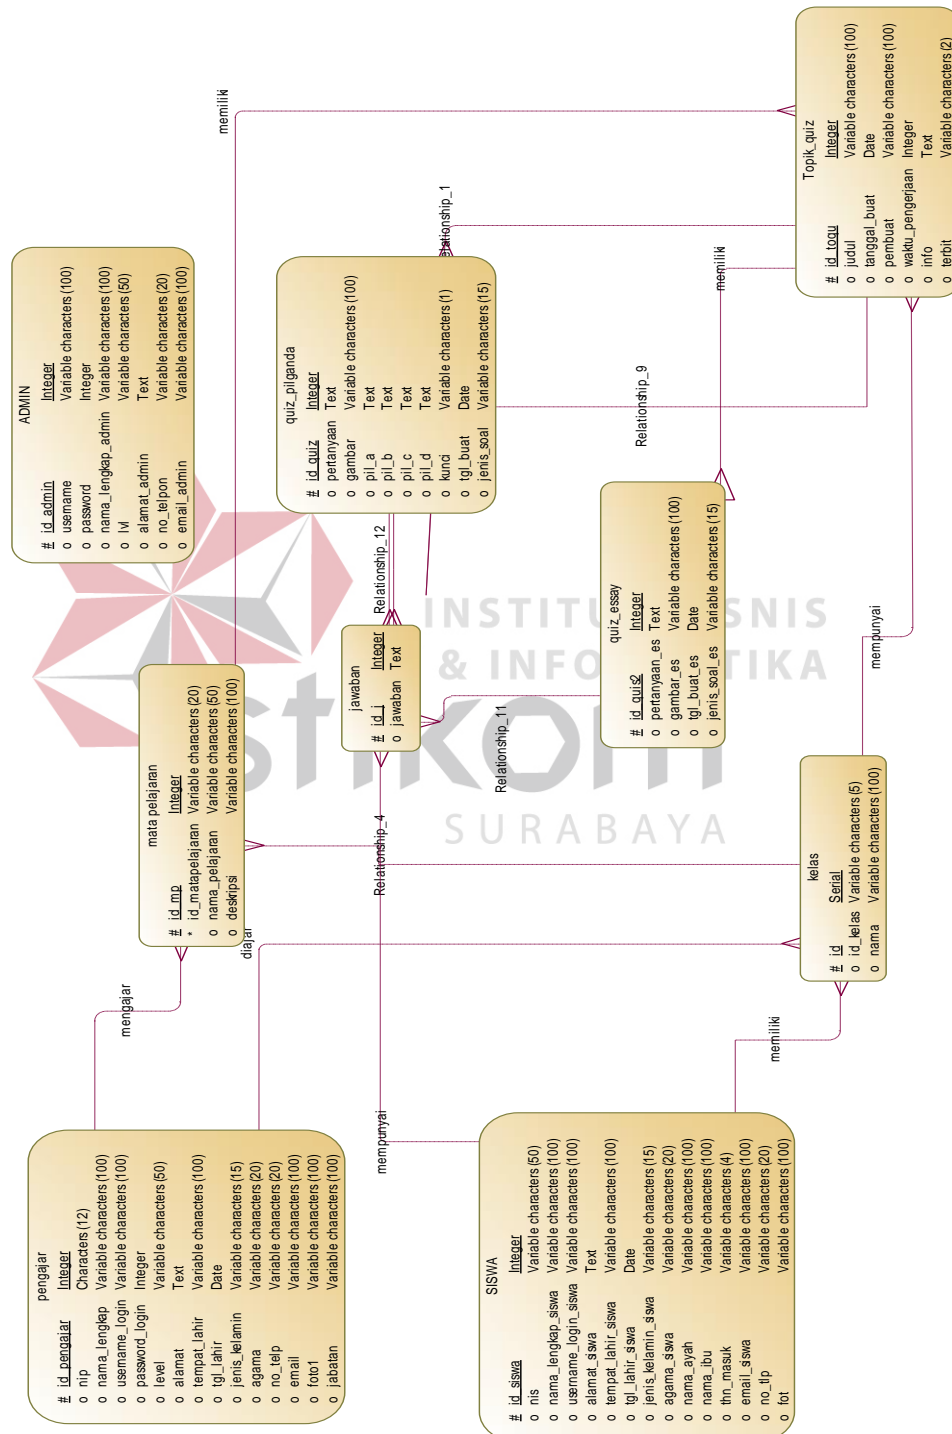 ADMIN
# id_admin Integer
o username Variable characters (100)
o password Integer
o nama_lengkap_admin Variable characters (100)
o lvl Variable characters (50)
o alamat_admin Text
o no_telpon Variable characters (20)
o email_admin Variable characters (100)
memiliki
Topik_quiz
# id_toqu Integer
o judul Variable characters (100)
o tanggal_buat Date
o pembuat Variable characters (100)
o waktu_pengerjaan Integer
o info Text
o terbit Variable characters (2)
quiz_pilganda
# id_quiz Integer
o pertanyaan Text
o gambar Variable characters (100)
o pil_a Text
o pil_b Text
o pil_c Text
o pil_d Text
o kunci Variable characters (1)
o tgl_buat Date
o jenis_soal Variable characters (15)
elationship_1
memiliki
Relationship_9
Relationship_12
quiz_essay
# id_quis2 Integer
o pertanyaan_es Text
o gambar_es Variable characters (100)
o tgl_buat_es Date
o jenis_soal_es Variable characters (15)
jawaban
# id_j Integer
o jawaban Text
Relationship_11
mempunyai
mata pelajaran
# id_mp Integer
* id_matapelajaran Variable characters (20)
o nama_pelajaran Variable characters (50)
o deskripsi Variable characters (100)
Relationship_4
diajar
kelas
# id Serial
o id_kelas Variable characters (5)
o nama Variable characters (100)
mengajar
memiliki
mempunyai
pengajar
# id_pengajar Integer
o nip Characters (12)
o nama_lengkap Variable characters (100)
o username_login Variable characters (100)
o password_login Integer
o level Variable characters (50)
o alamat Text
o tempat_lahir Variable characters (100)
o tgl_lahir Date
o jenis_kelamin Variable characters (15)
o agama Variable characters (20)
o no_telp Variable characters (20)
o email Variable characters (100)
o foto1 Variable characters (100)
o jabatan Variable characters (100)
SISWA
# id_siswa Integer
o nis Variable characters (50)
o nama_lengkap_siswa Variable characters (100)
o username_login_siswa Variable characters (100)
o alamat_siswa Text
o tempat_lahir_siswa Variable characters (100)
o tgl_lahir_siswa Date
o jenis_kelamin_siswa Variable characters (15)
o agama_siswa Variable characters (20)
o nama_ayah Variable characters (100)
o nama_ibu Variable characters (100)
o thn_masuk Variable characters (4)
o email_siswa Variable characters (100)
o no_tlp Variable characters (20)
o fot Variable characters (100)
INSTITU SNIS
& INFO TIKA
stikom
SURABAYA